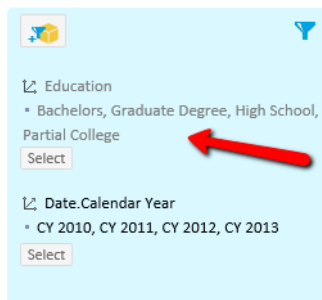 Education
▪ Bachelors, Graduate Degree, High School,
Partial College
Select
Date.Calendar Year
▪ CY 2010, CY 2011, CY 2012, CY 2013
Select